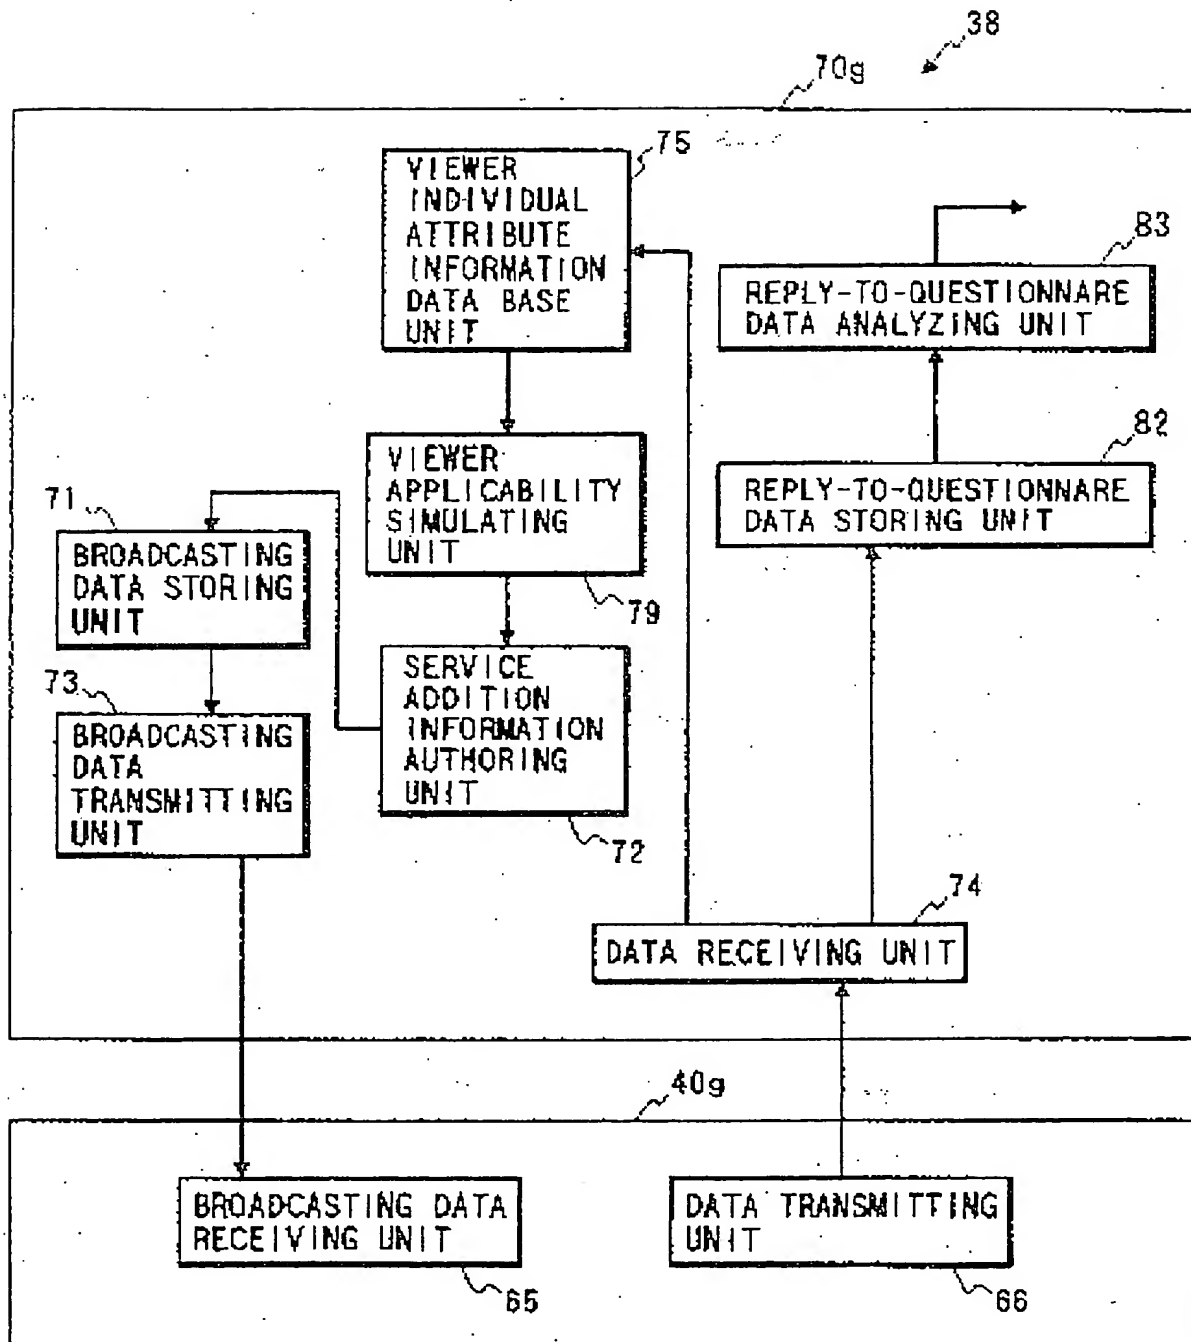 38
70g
75
VIEWER
INDIVIDUAL
ATTRIBUTE
INFORMATION
DATA BASE
UNIT
83
REPLY-TO-QUESTIONNARE
DATA ANALYZING UNIT
82
REPLY-TO-QUESTIONNARE
DATA STORING UNIT
VIEWER
APPLICABILITY
SIMULATING
UNIT
79
71
BROADCASTING
DATA STORING
UNIT
73
BROADCASTING
DATA
TRANSMITTING
UNIT
SERVICE
ADDITION
INFORMATION
AUTHORING
UNIT
72
74
DATA RECEIVING UNIT
40g
BROADCASTING DATA
RECEIVING UNIT
65
DATA TRANSMITTING
UNIT
66